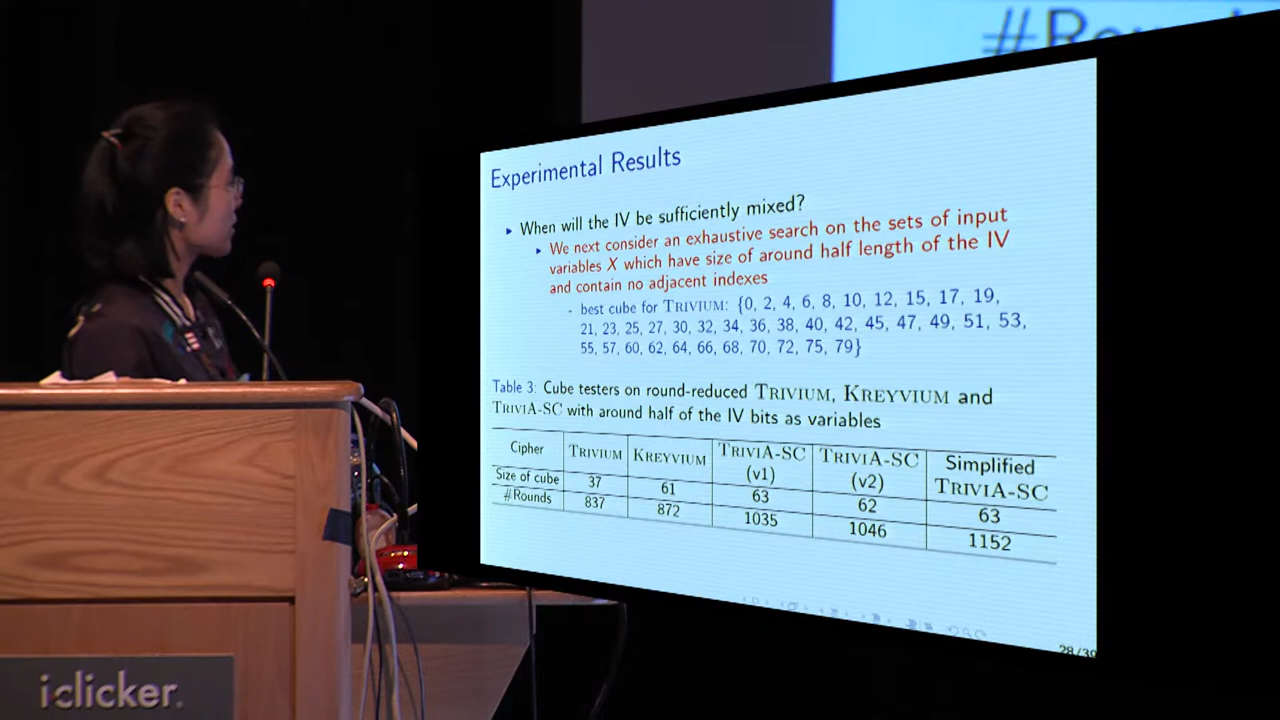 Experimental Results
When will the IV be sufficiently mixed?
We next consider an exhaustive search on the sets of input
variables X which have size of around half length of the IV
and contain no adjacent indexes
- best cube for TRIVIUM: {0, 2, 4, 6, 8, 10, 12, 15, 17, 19,
21, 23, 25, 27, 30, 32, 34, 36, 38, 40, 42, 45, 47, 49, 51, 53,
55, 57, 60, 62, 64, 66, 68, 70, 72, 75, 79}
Table 3: Cube testers on round-reduced TRIVIUM, KREYVIUM and
TRIVIA-SC with around half of the IV bits as variables
Cipher TRIVIUM KREYVIUM TRIVIA-SC (v1) TRIVIA-SC (v2) Simplified TRIVIA-SC
Size of cube 37 61 63 62 63
#Rounds 837 872 1035 1046 1152
28/30
iclicker.